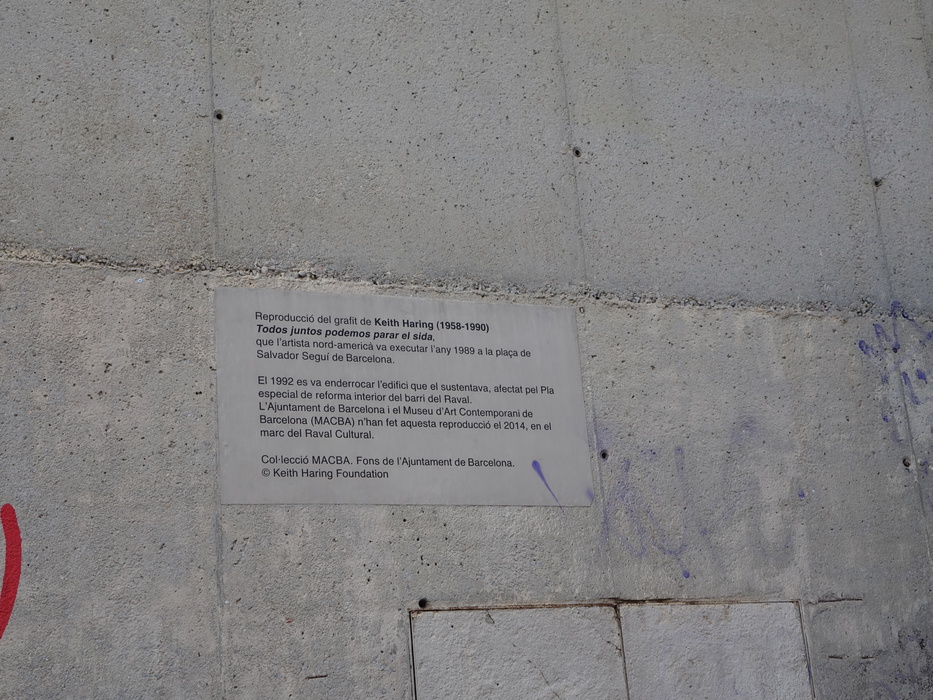 Reproducció del grafit de Keith Haring (1958-1990)
Todos juntos podemos parar el sida,
que l'artista nord-americà va executar l'any 1989 a la plaça de
Salvador Seguí de Barcelona.
El 1992 es va enderrocar l'edifici que el sustentava, afectat pel Pla
especial de reforma interior del barri del Raval.
L'Ajuntament de Barcelona i el Museu d'Art Contemporani de
Barcelona (MACBA) n'han fet aquesta reproducció el 2014, en el
marc del Raval Cultural.
Col·lecció MACBA. Fons de l'Ajuntament de Barcelona.
© Keith Haring Foundation